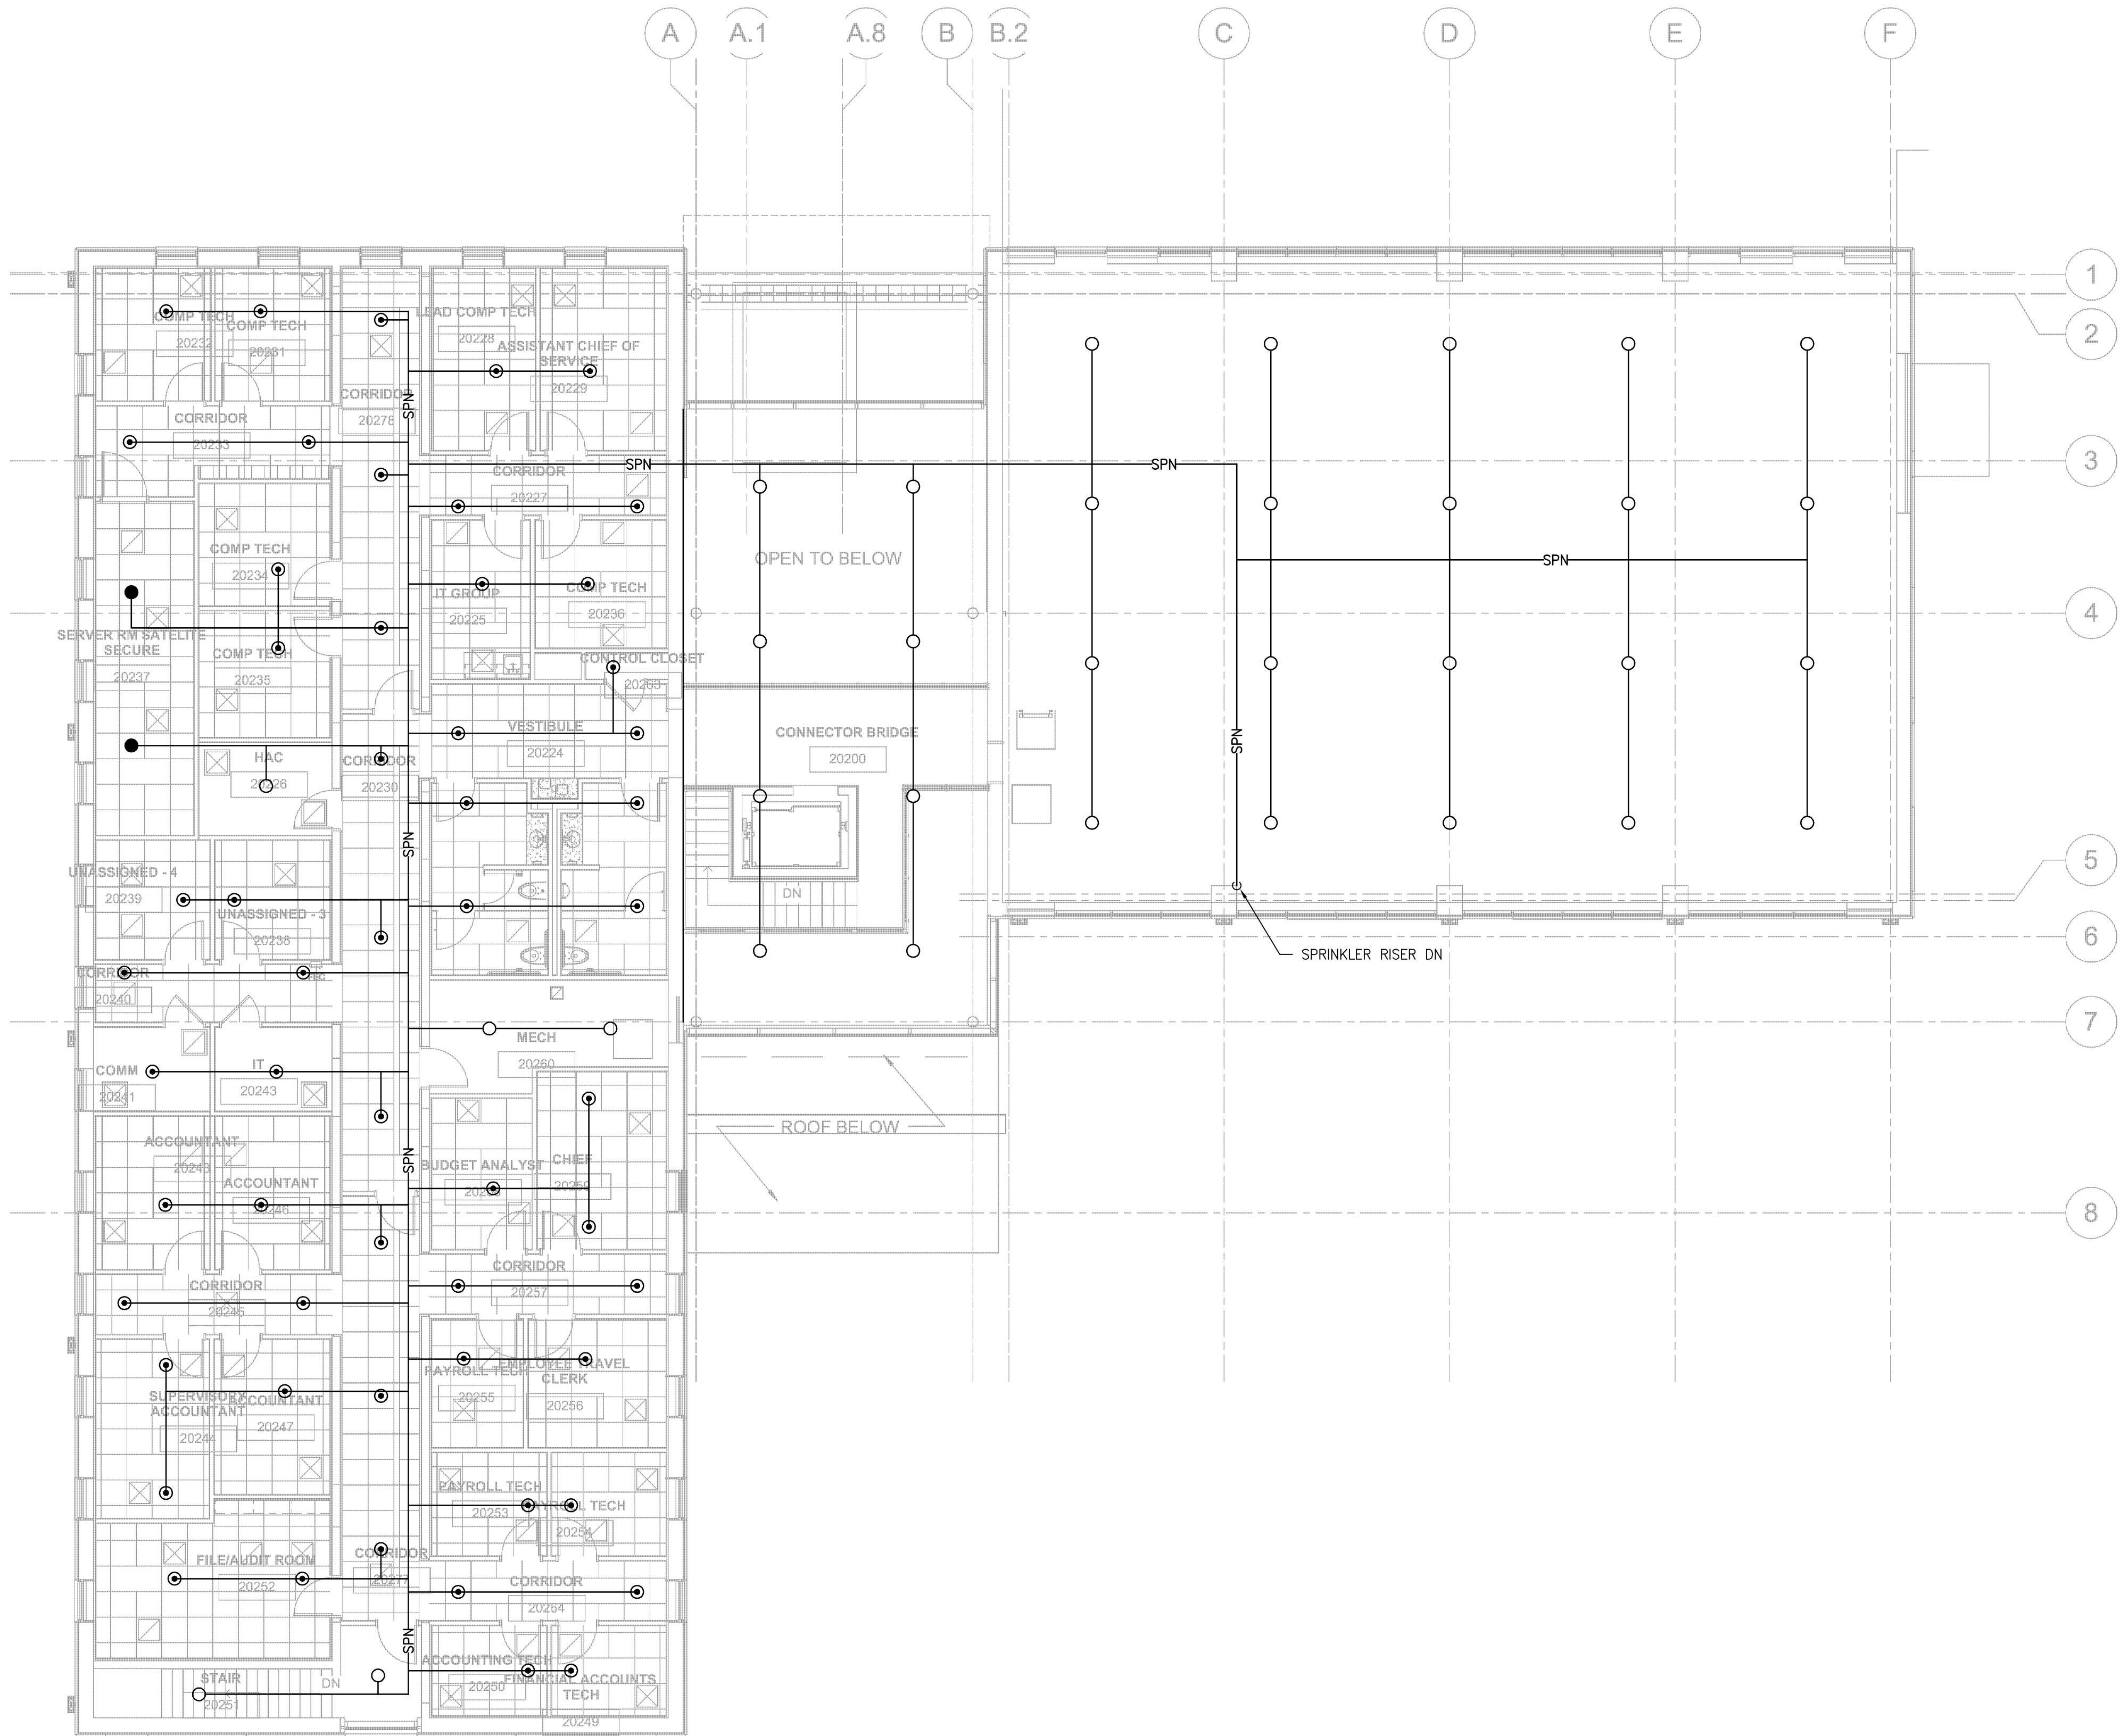 A
A.1
A.8
B
B.2
C
D
E
F
1
2
3
4
5
6
7
8
COMP TECH
20232
COMP TECH
20231
LEAD COMP TECH
20228
ASSISTANT CHIEF OF
SERVICE
20229
CORRIDOR
20278
SPN
CORRIDOR
20233
CORRIDOR
20227
SPN
SPN
COMP TECH
20234
IT GROUP
20225
COMP TECH
20236
OPEN TO BELOW
SPN
SERVER RM SATELITE
SECURE
20237
COMP TECH
20235
CONTROL CLOSET
20263
VESTIBULE
20224
CONNECTOR BRIDGE
20200
SPN
HAC
20226
CORRIDOR
20230
SPN
UNASSIGNED - 4
20239
UNASSIGNED - 3
20238
DN
SPRINKLER RISER DN
CORRIDOR
20240
MECH
20260
COMM
20241
IT
20243
ROOF BELOW
ACCOUNTANT
ACCOUNTANT
20246
SPN
BUDGET ANALYST
CHIEF
20259
CORRIDOR
20245
CORRIDOR
20257
SUPERVISORY
ACCOUNTANT
20244
ACCOUNTANT
20247
PAYROLL TECH
20255
EMPLOYEE TRAVEL
CLERK
20256
PAYROLL TECH
20253
PAYROLL TECH
20254
FILE/AUDIT ROOM
20252
CORRIDOR
20277
CORRIDOR
20264
SPN
STAIR
20251
DN
ACCOUNTING TECH
20250
FINANCIAL ACCOUNTS
TECH
20249